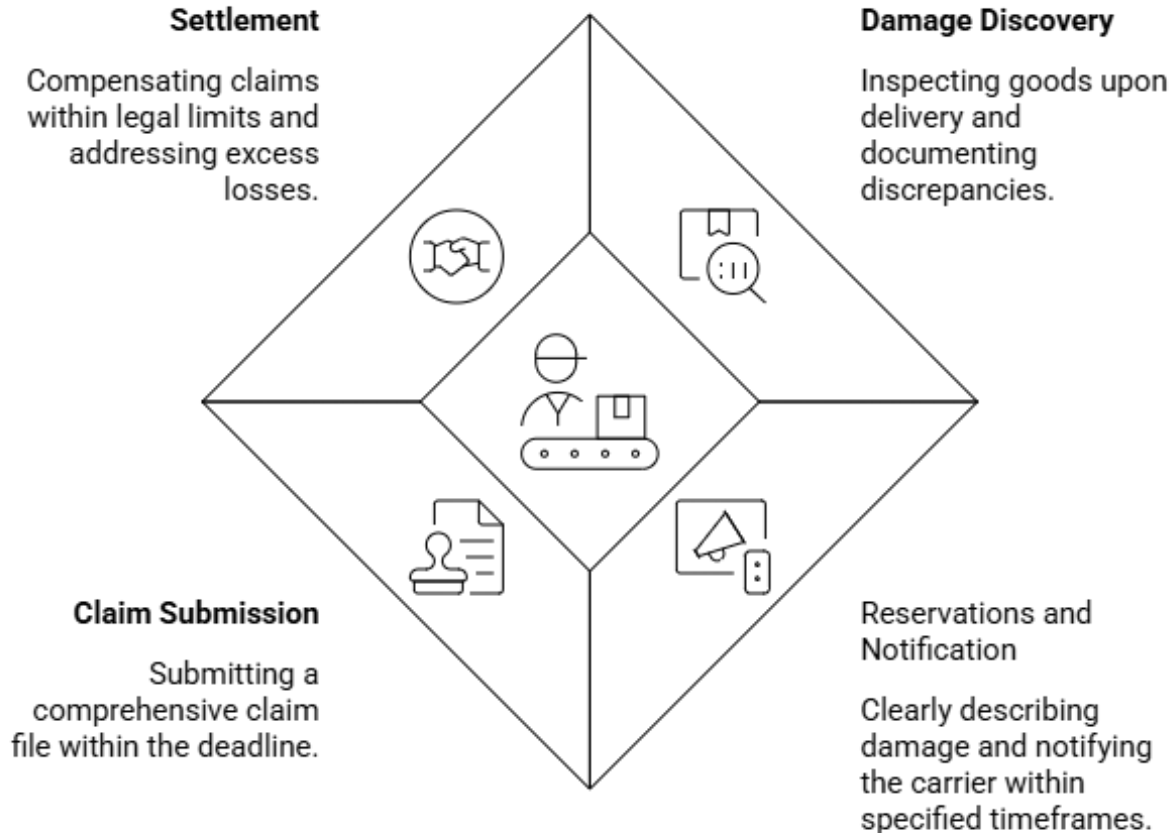 Settlement
Compensating claims
within legal limits and
addressing excess
losses.
Damage Discovery
Inspecting goods upon
delivery and
documenting
discrepancies.
Claim Submission
Submitting a
comprehensive claim
file within the deadline.
Reservations and
Notification
Clearly describing
damage and notifying
the carrier within
specified timeframes.